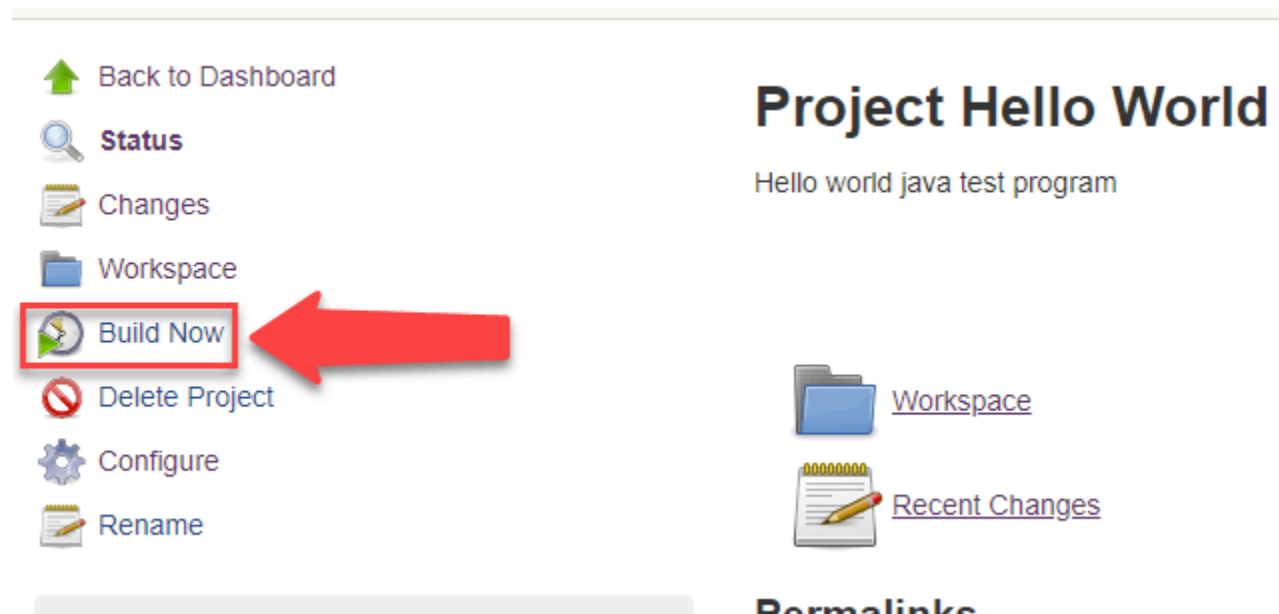 Back to Dashboard
Status
Changes
Workspace
Build Now
Delete Project
Configure
Rename
Project Hello World
Hello world java test program
Workspace
Recent Changes
Permalinks